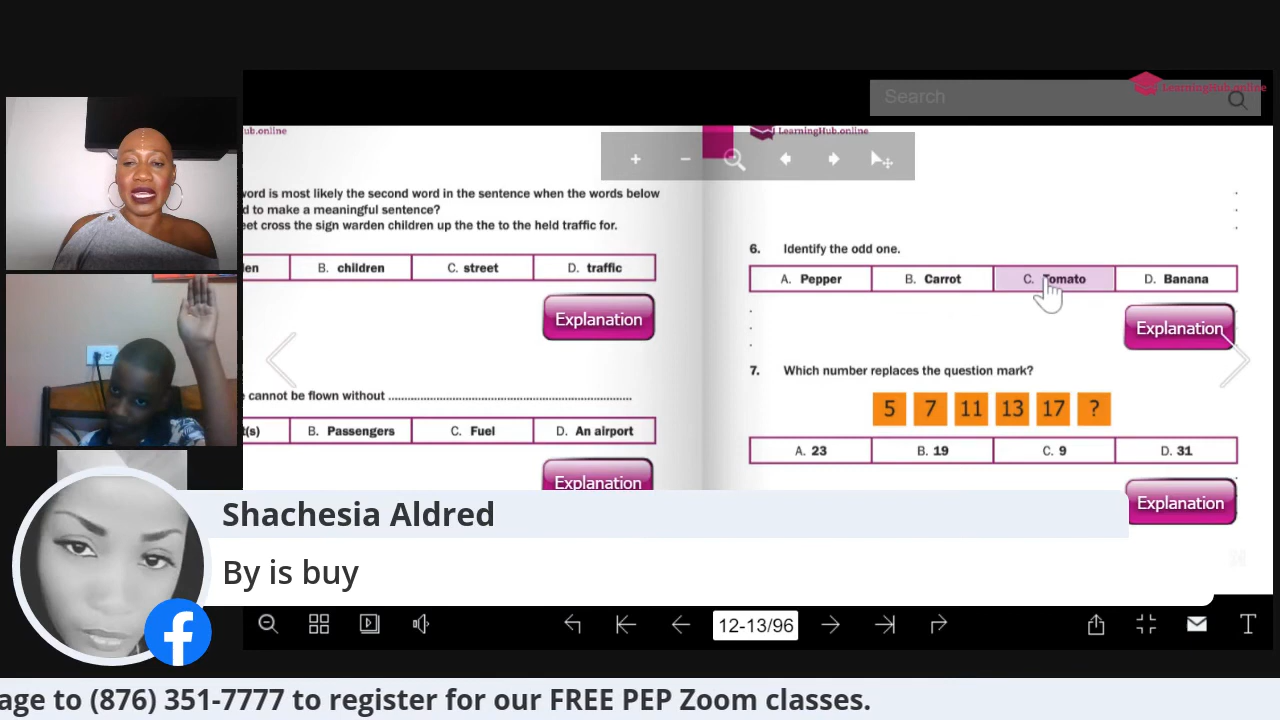 Search
LearningHub.online
ub.online
LearningHub.online
word is most likely the second word in the sentence when the words below
d to make a meaningful sentence?
eet cross the sign warden children up the the to the held traffic for.
en B. children C. street D. traffic
Explanation
cannot be flown without
t(s) B. Passengers C. Fuel D. An airport
Explanation
6. Identify the odd one.
A. Pepper B. Carrot C. Tomato D. Banana
Explanation
7. Which number replaces the question mark?
5 7 11 13 17 ?
A. 23 B. 19 C. 9 D. 31
Explanation
Shachesia Aldred
By is buy
12-13/96
age to (876) 351-7777 to register for our FREE PEP Zoom classes.